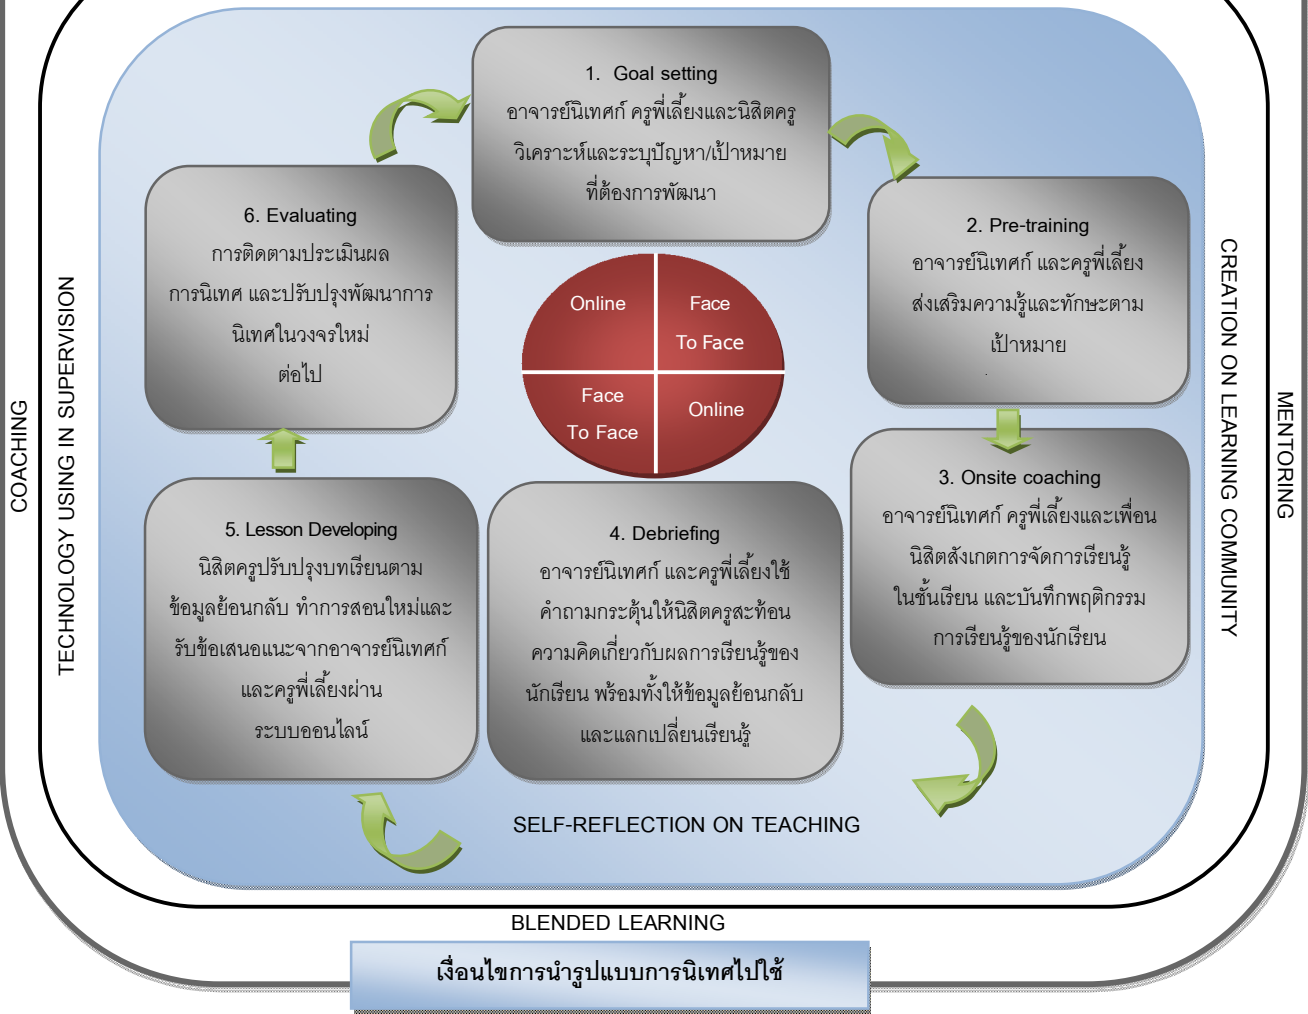 1. Goal setting
อาจารย์นิเทศก์ ครูพี่เลี้ยงและนิสิตครู
วิเคราะห์และระบุปัญหา/เป้าหมาย
ที่ต้องการพัฒนา
2. Pre-training
อาจารย์นิเทศก์ และครูพี่เลี้ยง
ส่งเสริมความรู้และทักษะตาม
เป้าหมาย
.
3. Onsite coaching
อาจารย์นิเทศก์ ครูพี่เลี้ยงและเพื่อน
นิสิตสังเกตการจัดการเรียนรู้
ในชั้นเรียน และบันทึกพฤติกรรม
การเรียนรู้ของนักเรียน
4. Debriefing
อาจารย์นิเทศก์ และครูพี่เลี้ยงใช้
คำถามกระตุ้นให้นิสิตครูสะท้อน
ความคิดเกี่ยวกับผลการเรียนรู้ของ
นักเรียน พร้อมทั้งให้ข้อมูลย้อนกลับ
และแลกเปลี่ยนเรียนรู้
5. Lesson Developing
นิสิตครูปรับปรุงบทเรียนตาม
ข้อมูลย้อนกลับ ทำการสอนใหม่และ
รับข้อเสนอแนะจากอาจารย์นิเทศก์
และครูพี่เลี้ยงผ่าน
ระบบออนไลน์
6. Evaluating
การติดตามประเมินผล
การนิเทศ และปรับปรุงพัฒนาการ
นิเทศในวงจรใหม่
ต่อไป
Online
Face
To Face
Face
To Face
Online
SELF-REFLECTION ON TEACHING
COACHING
TECHNOLOGY USING IN SUPERVISION
CREATION ON LEARNING COMMUNITY
MENTORING
BLENDED LEARNING
เงื่อนไขการนำรูปแบบการนิเทศไปใช้